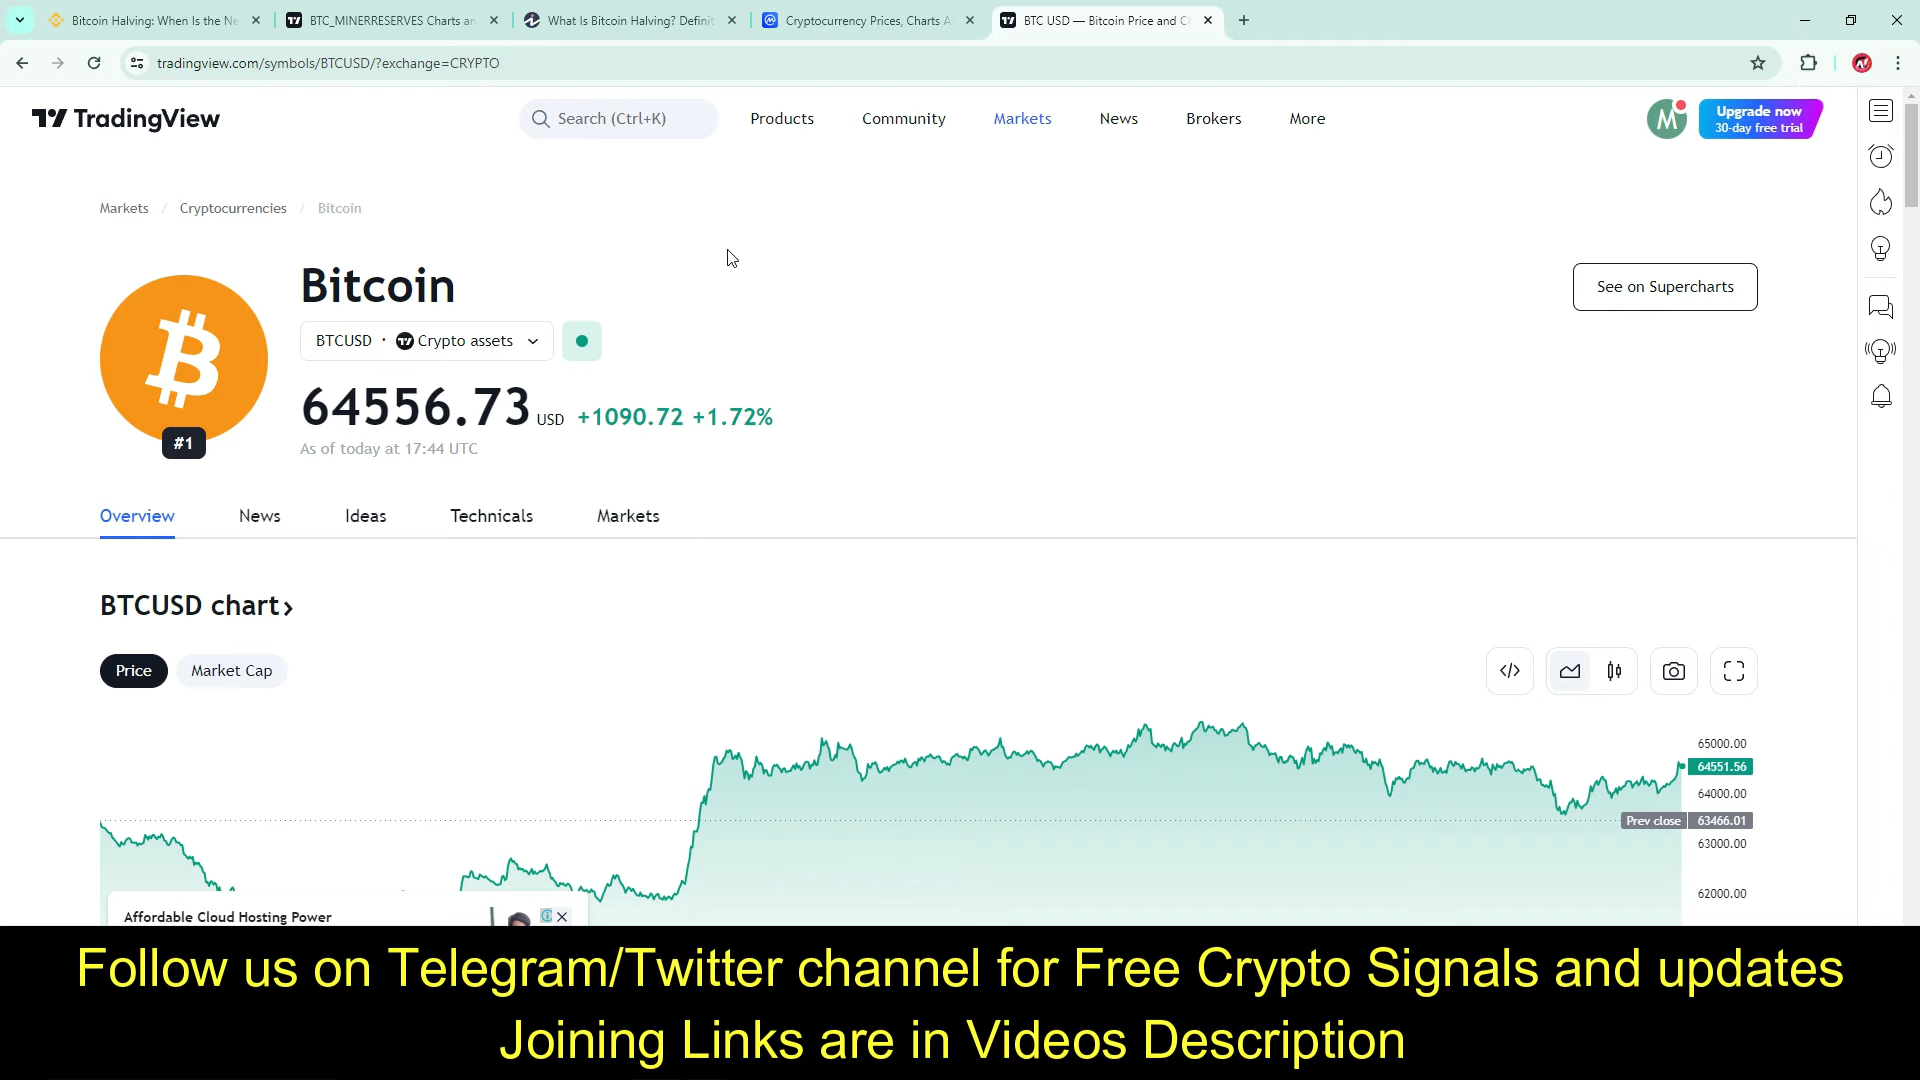 Bitcoin Halving: When Is the Ne
BTC_MINERRESERVES Charts an
What Is Bitcoin Halving? Definit
Cryptocurrency Prices, Charts A
BTC USD — Bitcoin Price and C
tradingview.com/symbols/BTCUSD/?exchange=CRYPTO
TradingView
Search (Ctrl+K)
Products
Community
Markets
News
Brokers
More
M
Upgrade now
30-day free trial
Markets / Cryptocurrencies / Bitcoin
Bitcoin
See on Supercharts
BTCUSD · Crypto assets
64556.73 USD +1090.72 +1.72%
#1
As of today at 17:44 UTC
Overview
News
Ideas
Technicals
Markets
BTCUSD chart
Price
Market Cap
65000.00
64551.56
64000.00
Prev close 63466.01
63000.00
62000.00
Affordable Cloud Hosting Power
Follow us on Telegram/Twitter channel for Free Crypto Signals and updates
Joining Links are in Videos Description